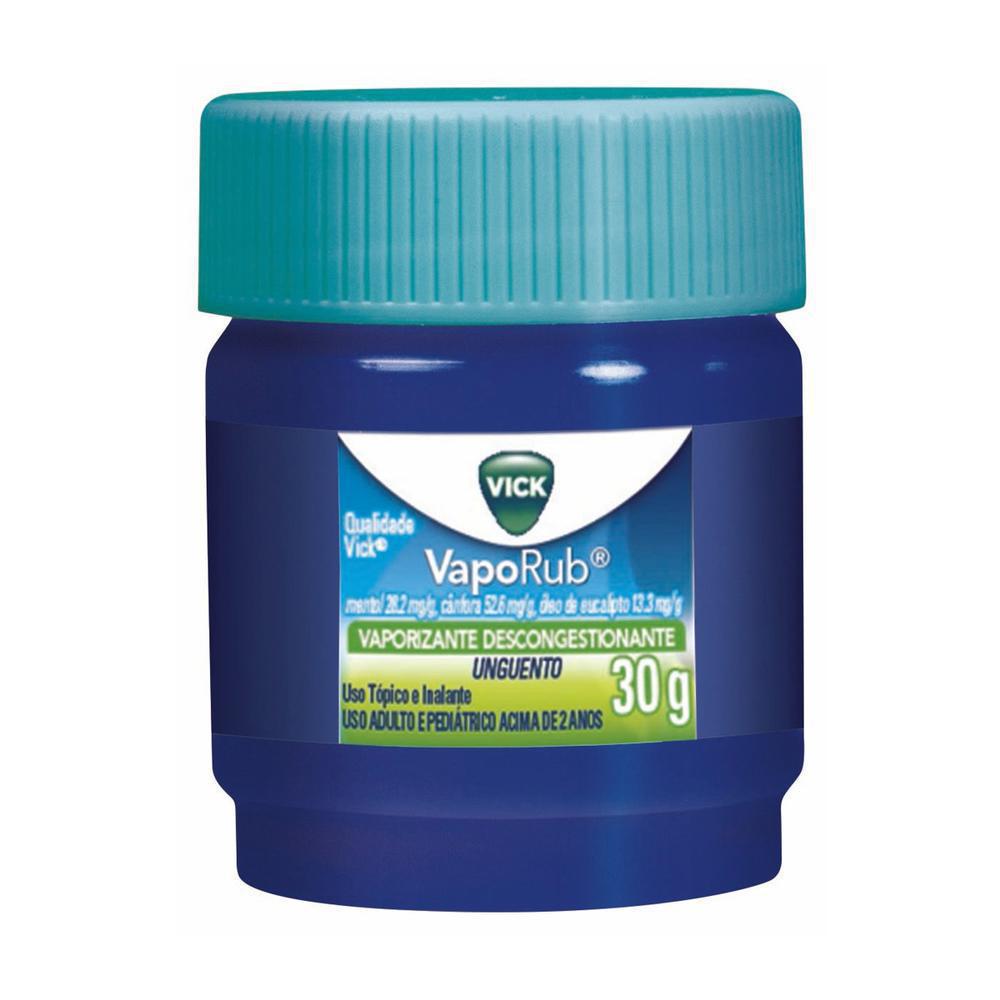 VICK
Qualidade
Vick®
VapoRub®
mentol 28.2 mg/g, cânfora 52.6 mg/g, óleo de eucalipto 13.3 mg/g
VAPORIZANTE DESCONGESTIONANTE
UNGUENTO
30 g
Uso Tópico e Inalante
USO ADULTO E PEDIÁTRICO ACIMA DE 2 ANOS